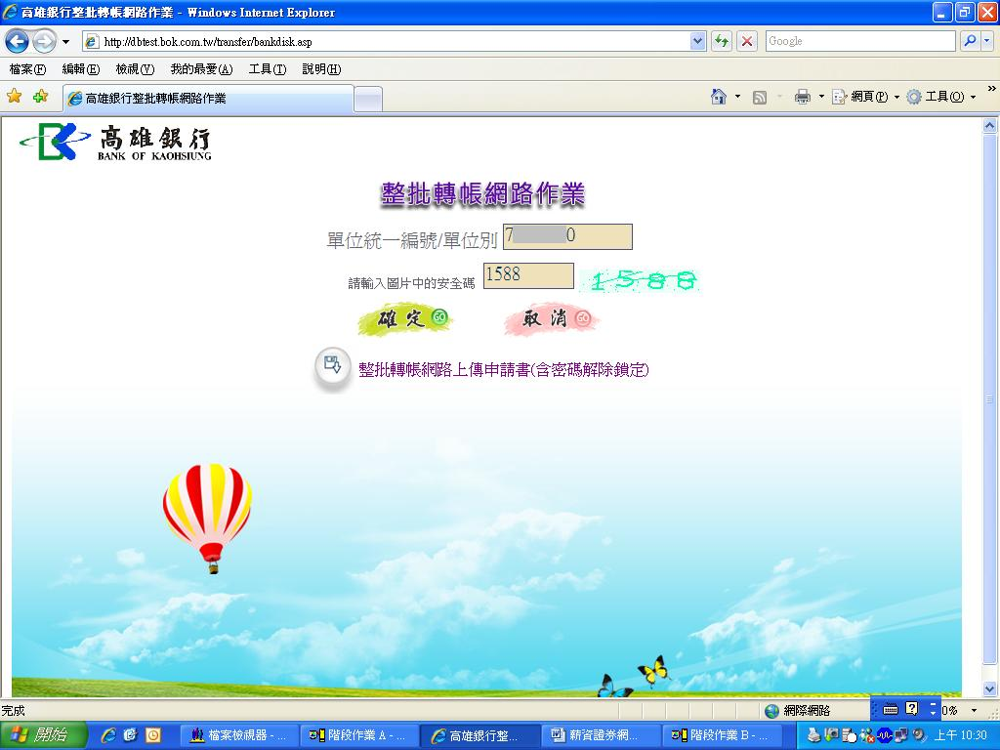 高雄銀行整批轉帳網路作業 - Windows Internet Explorer
http://dbtest.bok.com.tw/transfer/bankdisk.asp
Google
檔案(F) 編輯(E) 檢視(V) 我的最愛(A) 工具(T) 說明(H)
高雄銀行整批轉帳網路作業
網頁(P) 工具(O) »
高雄銀行
BANK OF KAOHSIUNG
整批轉帳網路作業
單位統一編號/單位別 7 0
請輸入圖片中的安全碼 1588 1588
確定 GO 取消 GO
整批轉帳網路上傳申請書(含密碼解除鎖定)
完成 網際網路 0%
開始 檔案檢視器 - ... 階段作業 A - ... 高雄銀行整... 薪資證券網... 階段作業 B - ... 上午 10:30